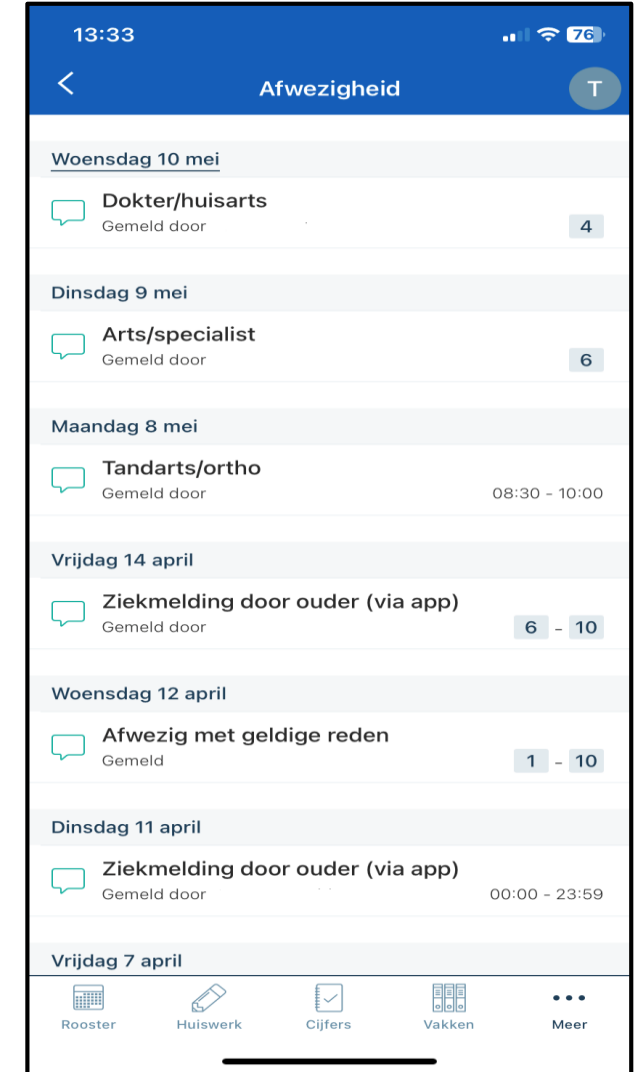 13:33
76
Afwezigheid
T
Woensdag 10 mei
Dokter/huisarts
Gemeld door
4
Dinsdag 9 mei
Arts/specialist
Gemeld door
6
Maandag 8 mei
Tandarts/ortho
Gemeld door
08:30 - 10:00
Vrijdag 14 april
Ziekmelding door ouder (via app)
Gemeld door
6 - 10
Woensdag 12 april
Afwezig met geldige reden
Gemeld
1 - 10
Dinsdag 11 april
Ziekmelding door ouder (via app)
Gemeld door
00:00 - 23:59
Vrijdag 7 april
Rooster Huiswerk Cijfers Vakken Meer